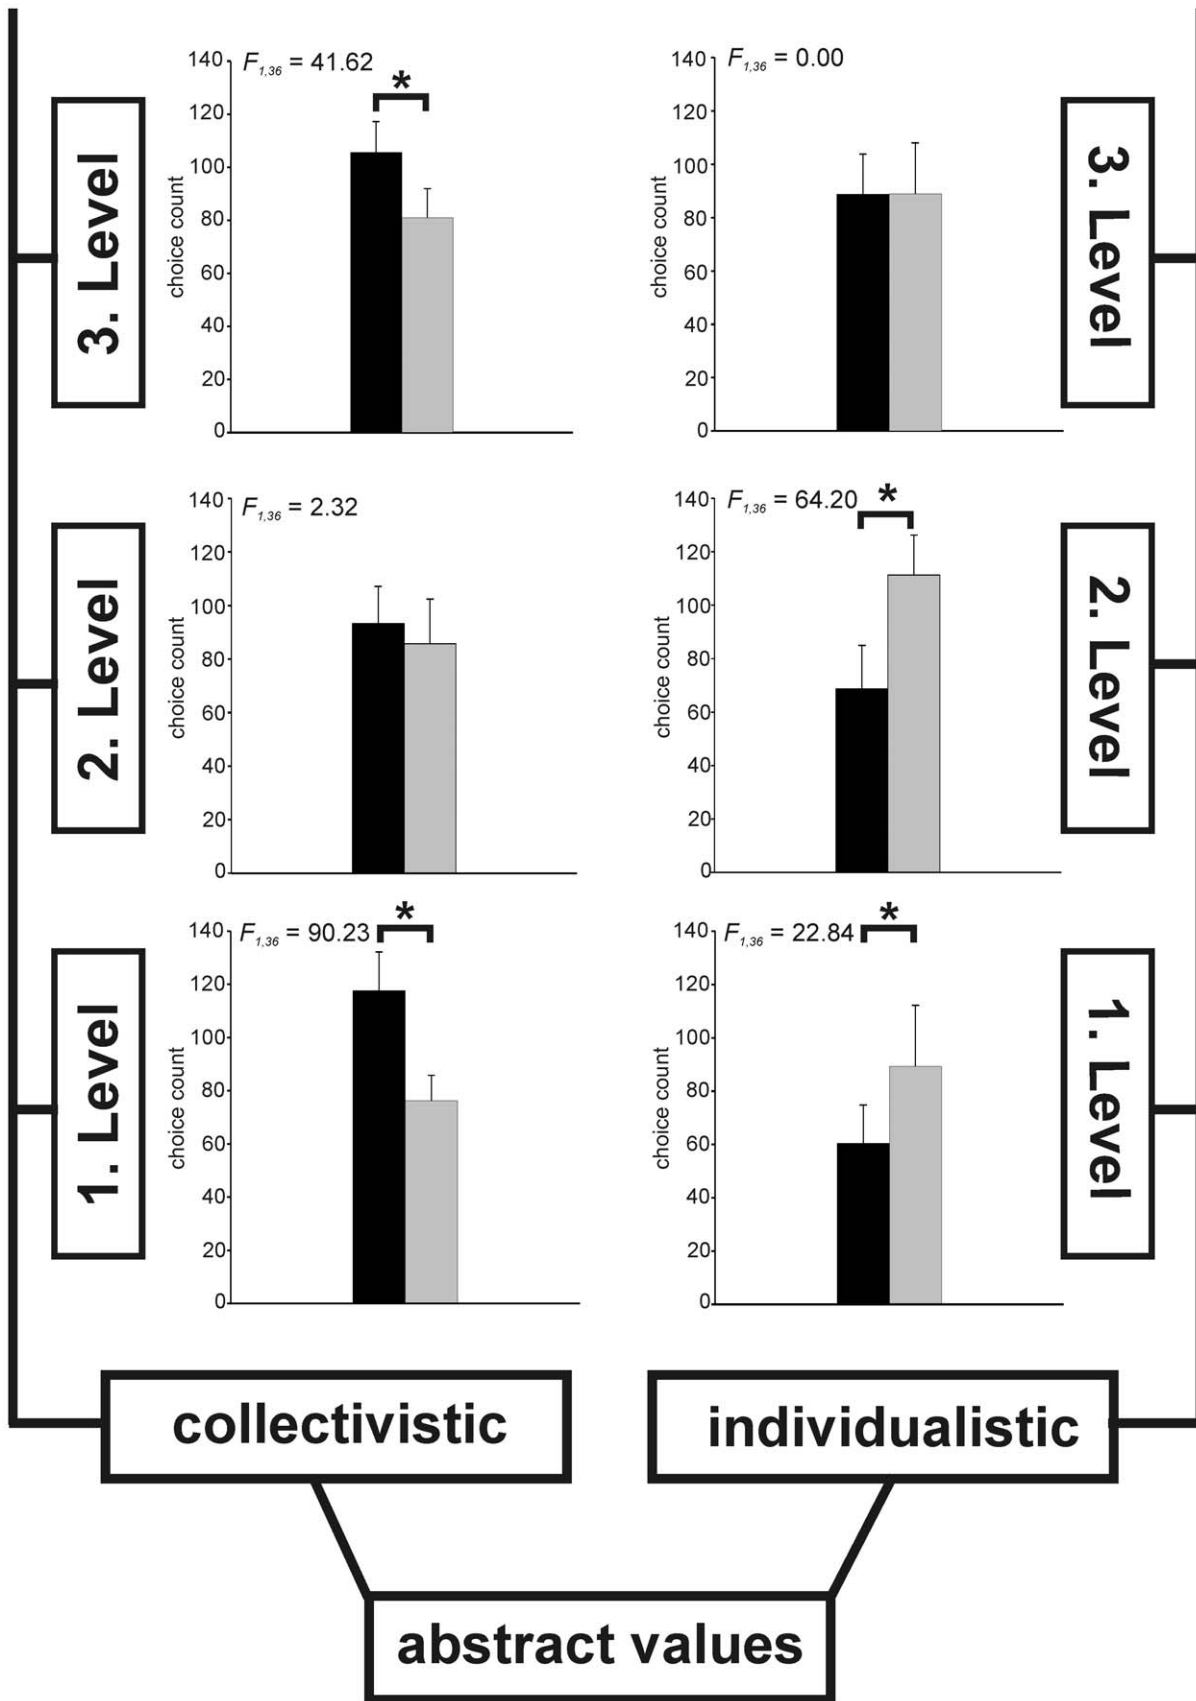 3. Level
F1,36 = 41.62
*
choice count
140
120
100
80
60
40
20
0
F1,36 = 0.00
choice count
140
120
100
80
60
40
20
0
3. Level
2. Level
F1,36 = 2.32
choice count
140
120
100
80
60
40
20
0
F1,36 = 64.20
*
choice count
140
120
100
80
60
40
20
0
2. Level
1. Level
F1,36 = 90.23
*
choice count
140
120
100
80
60
40
20
0
F1,36 = 22.84
*
choice count
140
120
100
80
60
40
20
0
1. Level
collectivistic
individualistic
abstract values